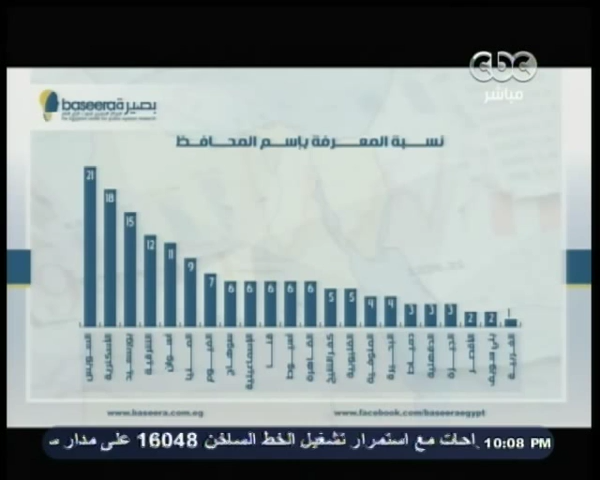 cbc
مباشر
baseera بصيرة
نسبة المعرفة بإسم المحافظ
21
18
15
12
11
9
7
6
6
6
6
6
5
5
4
4
3
3
3
2
2
1
السويس
الأسكندرية
بورسعيد
الشرقية
أسوان
المنيا
الفيوم
سوهاج
الإسماعيلية
قنا
أسيوط
القاهرة
كفر الشيخ
القليوبية
المنوفية
البحيرة
دمياط
الدقهلية
الجيزة
الأقصر
بني سويف
الغربية
www.baseera.com.eg
www.facebook.com/baseeraegypt
إحات مع استمرار تشغيل الخط الساخن 16048 على مدار
10:08 PM